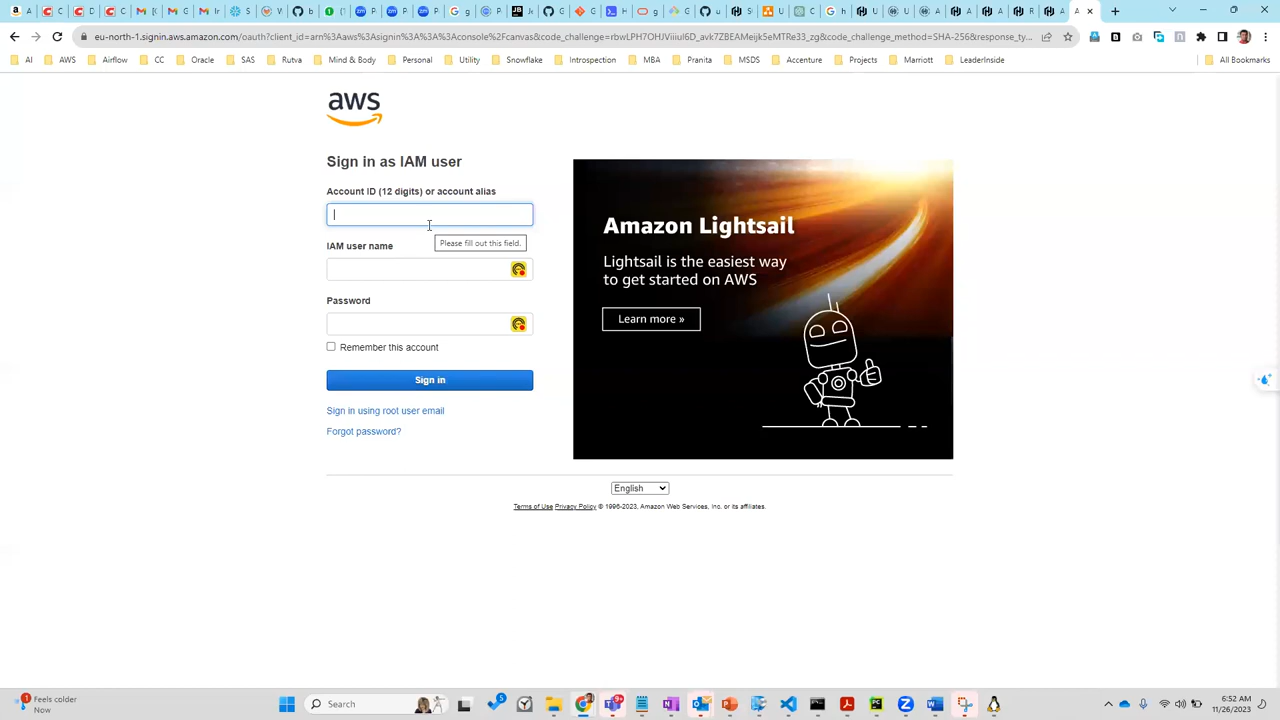 eu-north-1.signin.aws.amazon.com/oauth?client_id=arn%3Aaws%3Asignin%3A%3A%3Aconsole%2Fcanvas&code_challenge=rbwLPH7OHJViiiul6D_avk7ZBEAMeijk5eMTRe33_zg&code_challenge_method=SHA-256&response_ty...
AI AWS Airflow CC Oracle SAS Rutva Mind & Body Personal Utility Snowflake Introspection MBA Pranita MSDS Accenture Projects Marriott LeaderInside All Bookmarks
aws
Sign in as IAM user
Account ID (12 digits) or account alias
Please fill out this field.
IAM user name
Password
Remember this account
Sign in
Sign in using root user email
Forgot password?
Amazon Lightsail
Lightsail is the easiest way
to get started on AWS
Learn more »
English
Terms of Use Privacy Policy © 1996-2023, Amazon Web Services, Inc. or its affiliates.
Feels colder
Now
Search
6:52 AM
11/26/2023